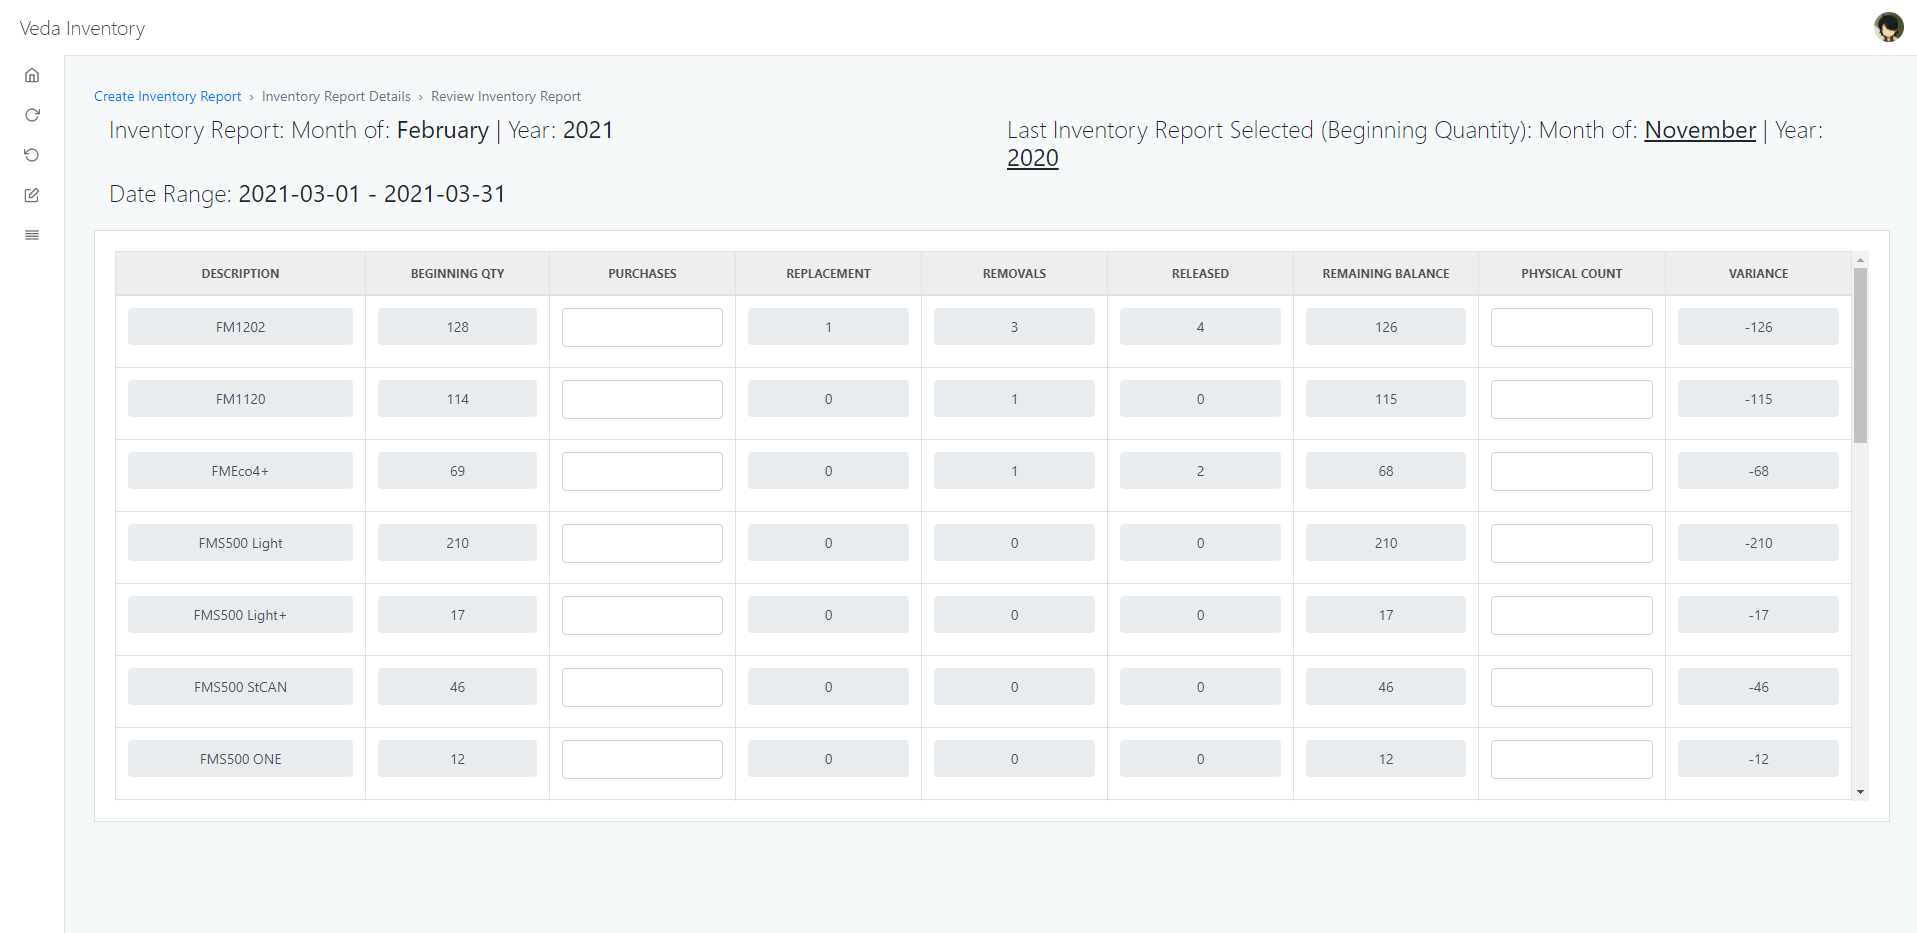 Veda Inventory
Create Inventory Report › Inventory Report Details › Review Inventory Report
Inventory Report: Month of: February | Year: 2021
Last Inventory Report Selected (Beginning Quantity): Month of: November | Year:
2020
Date Range: 2021-03-01 - 2021-03-31
DESCRIPTION BEGINNING QTY PURCHASES REPLACEMENT REMOVALS RELEASED REMAINING BALANCE PHYSICAL COUNT VARIANCE
FM1202 128 1 3 4 126 -126
FM1120 114 0 1 0 115 -115
FMEco4+ 69 0 1 2 68 -68
FMS500 Light 210 0 0 0 210 -210
FMS500 Light+ 17 0 0 0 17 -17
FMS500 StCAN 46 0 0 0 46 -46
FMS500 ONE 12 0 0 0 12 -12